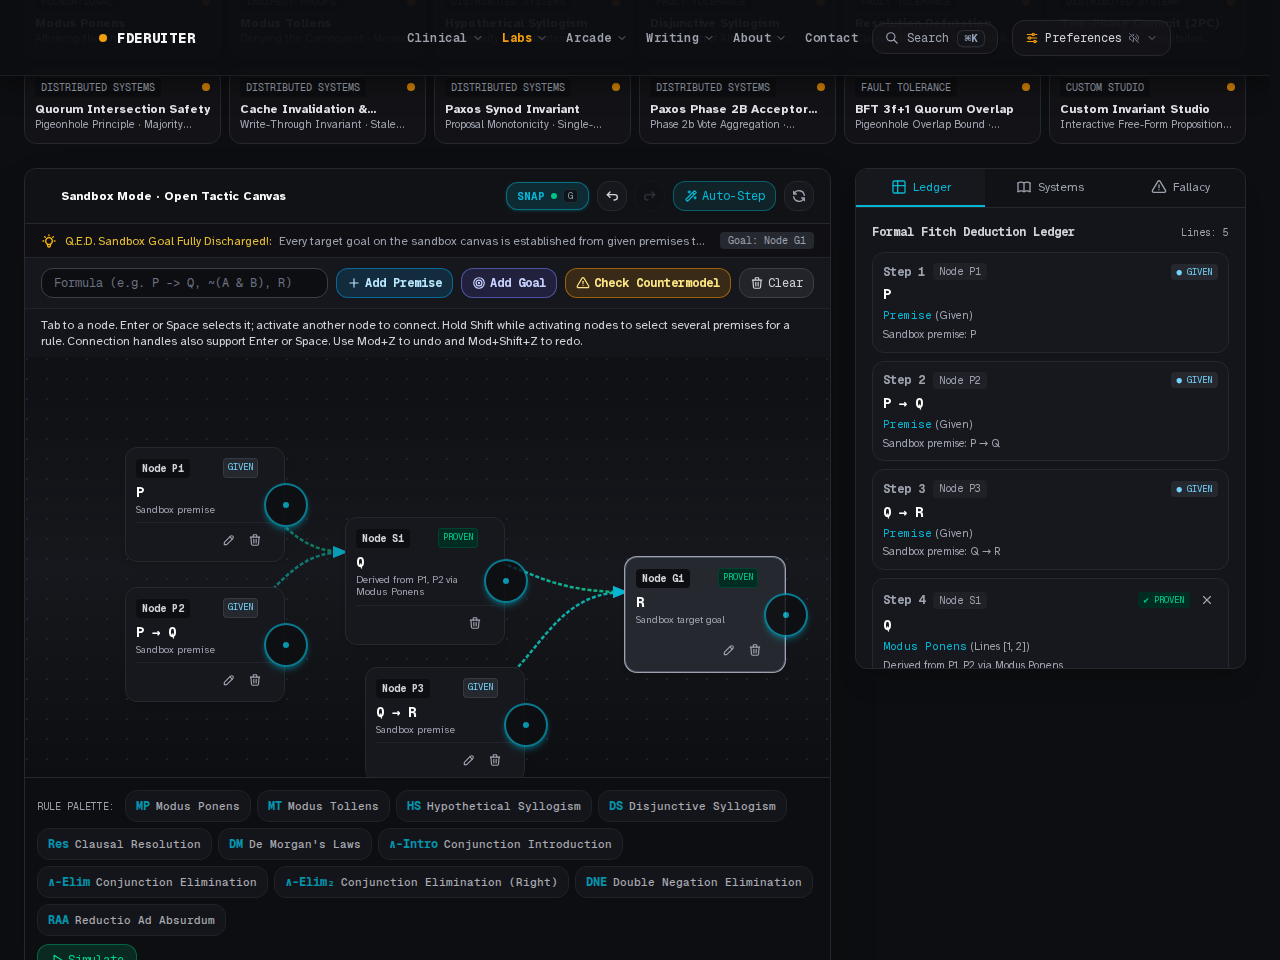 FDERUITER
Clinical
Labs
Arcade
Writing
About
Contact
Search ⌘K
Preferences
DISTRIBUTED SYSTEMS
Quorum Intersection Safety
Pigeonhole Principle · Majority...
DISTRIBUTED SYSTEMS
Cache Invalidation &...
Write-Through Invariant · Stale...
DISTRIBUTED SYSTEMS
Paxos Synod Invariant
Proposal Monotonicity · Single-...
DISTRIBUTED SYSTEMS
Paxos Phase 2B Acceptor...
Phase 2b Vote Aggregation ·...
FAULT TOLERANCE
BFT 3f+1 Quorum Overlap
Pigeonhole Overlap Bound ·...
CUSTOM STUDIO
Custom Invariant Studio
Interactive Free-Form Proposition...
Sandbox Mode · Open Tactic Canvas
SNAP G
Auto-Step
Q.E.D. Sandbox Goal Fully Discharged!: Every target goal on the sandbox canvas is established from given premises t...
Goal: Node G1
Formula (e.g. P -> Q, ~(A & B), R)
Add Premise
Add Goal
Check Countermodel
Clear
Tab to a node. Enter or Space selects it; activate another node to connect. Hold Shift while activating nodes to select several premises for a
rule. Connection handles also support Enter or Space. Use Mod+Z to undo and Mod+Shift+Z to redo.
Node P1 GIVEN
P
Sandbox premise
Node P2 GIVEN
P → Q
Sandbox premise
Node S1 PROVEN
Q
Derived from P1, P2 via
Modus Ponens
Node P3 GIVEN
Q → R
Sandbox premise
Node G1 PROVEN
R
Sandbox target goal
RULE PALETTE:
MP Modus Ponens
MT Modus Tollens
HS Hypothetical Syllogism
DS Disjunctive Syllogism
Res Clausal Resolution
DM De Morgan's Laws
∧-Intro Conjunction Introduction
∧-Elim Conjunction Elimination
∧-Elim₂ Conjunction Elimination (Right)
DNE Double Negation Elimination
RAA Reductio Ad Absurdum
Simulate
Ledger
Systems
Fallacy
Formal Fitch Deduction Ledger
Lines: 5
Step 1 Node P1 ● GIVEN
P
Premise (Given)
Sandbox premise: P
Step 2 Node P2 ● GIVEN
P → Q
Premise (Given)
Sandbox premise: P → Q
Step 3 Node P3 ● GIVEN
Q → R
Premise (Given)
Sandbox premise: Q → R
Step 4 Node S1 ✔ PROVEN
Q
Modus Ponens (Lines [1, 2])
Derived from P1, P2 via Modus Ponens